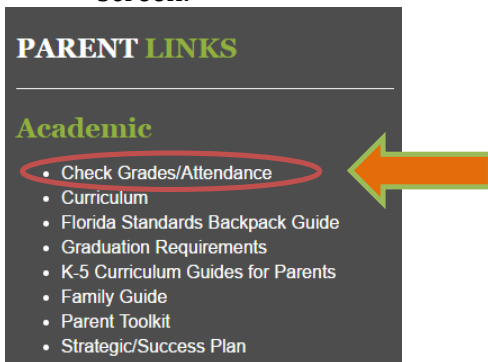 screen.
PARENT LINKS
Academic
• Check Grades/Attendance
• Curriculum
• Florida Standards Backpack Guide
• Graduation Requirements
• K-5 Curriculum Guides for Parents
• Family Guide
• Parent Toolkit
• Strategic/Success Plan